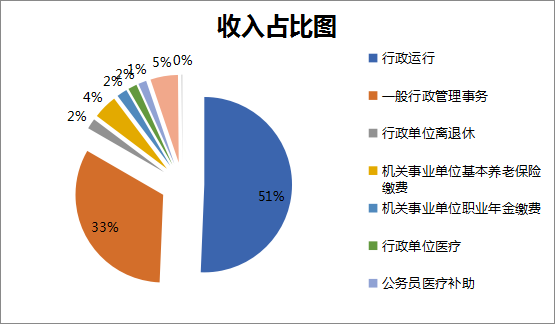 收入占比图
5%
0%
1%
2%
2%
4%
2%
33%
51%
行政运行
一般行政管理事务
行政单位离退休
机关事业单位基本养老保险
缴费
机关事业单位职业年金缴费
行政单位医疗
公务员医疗补助